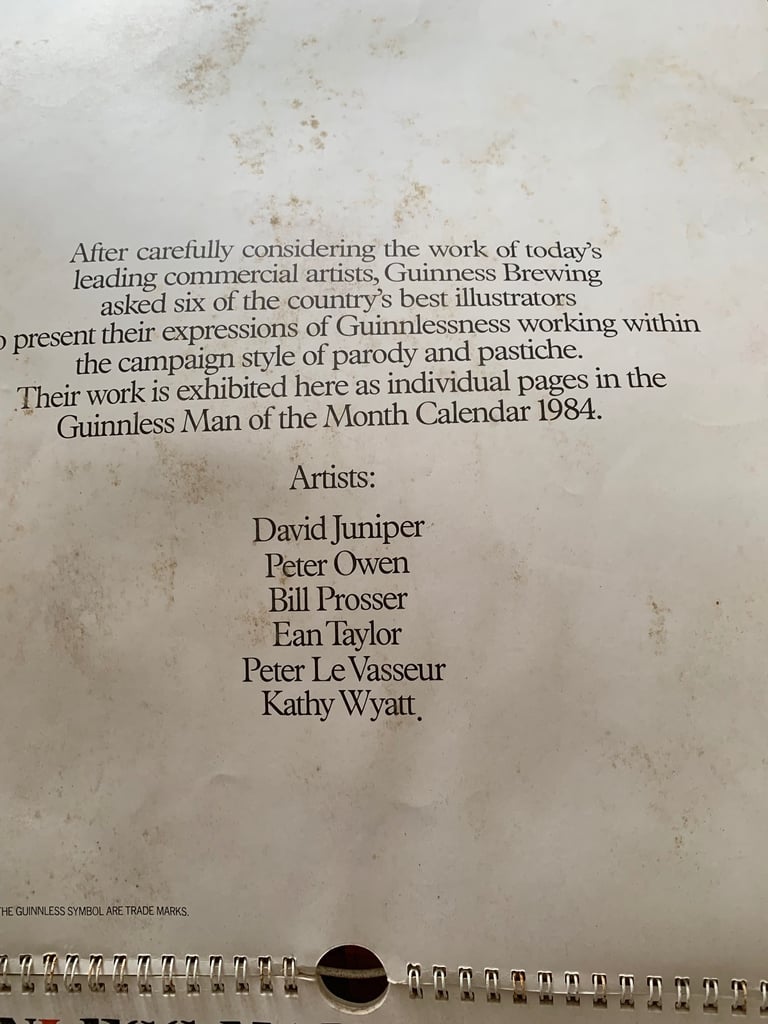 After carefully considering the work of today's
leading commercial artists, Guinness Brewing
asked six of the country's best illustrators
present their expressions of Guinnlessness working within
the campaign style of parody and pastiche.
Their work is exhibited here as individual pages in the
Guinnless Man of the Month Calendar 1984.
Artists:
David Juniper
Peter Owen
Bill Prosser
Ean Taylor
Peter Le Vasseur
Kathy Wyatt.
HE GUINNLESS SYMBOL ARE TRADE MARKS.